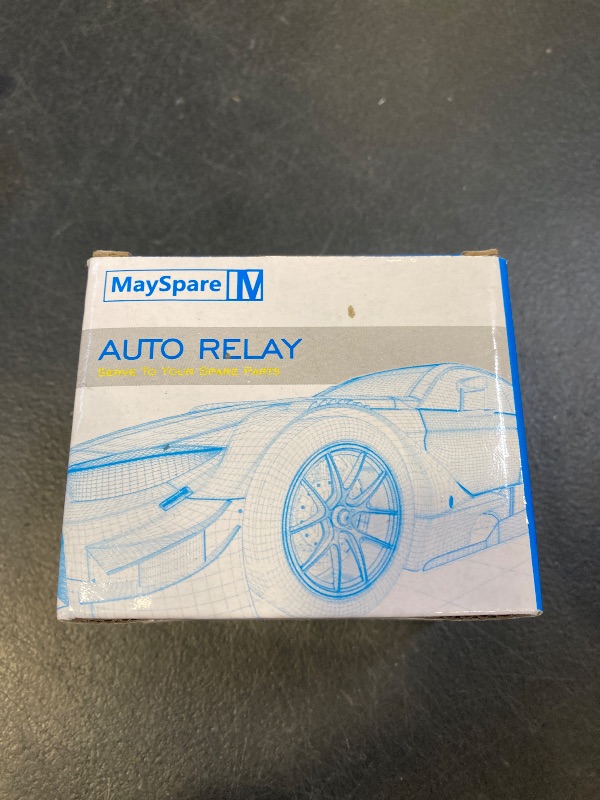 MaySpare M
AUTO RELAY
SERVE TO YOUR SPARE PARTS